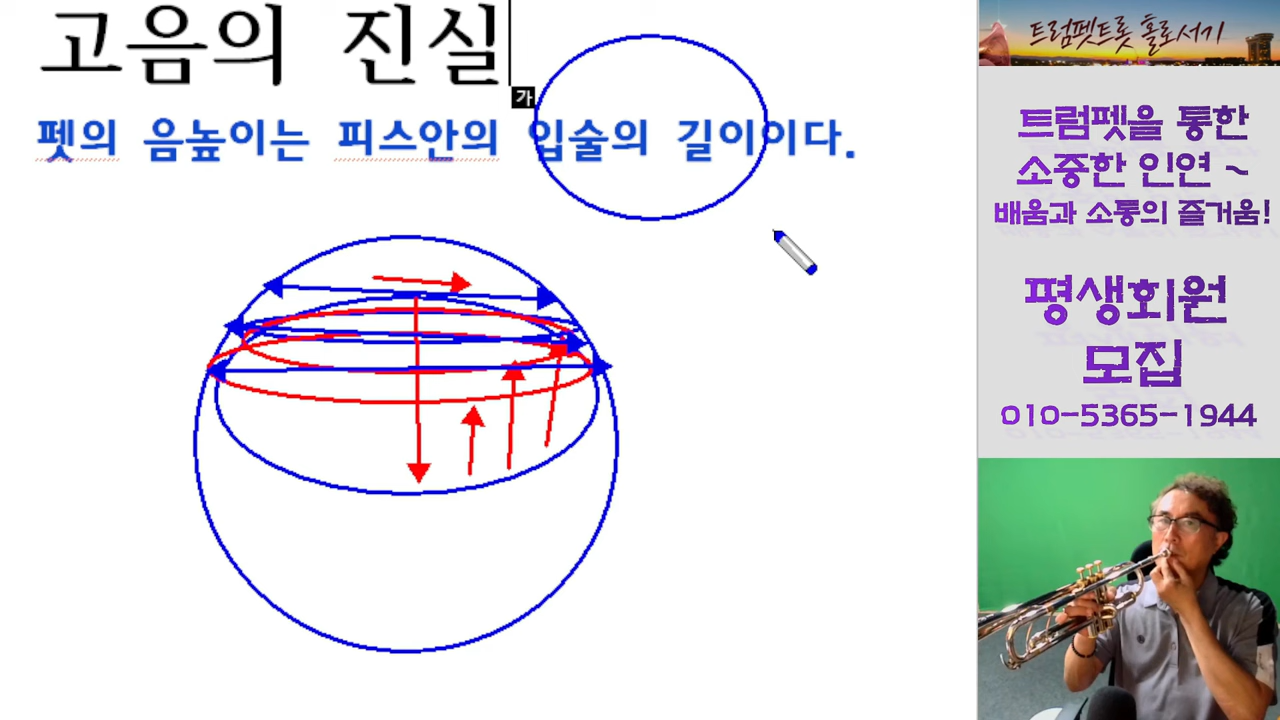 고음의 진실
가
펫의 음높이는 피스안의 입술의 길이이다.
트럼펫트롯 홀로서기
트럼펫을 통한
소중한 인연 ~
배움과 소통의 즐거움!
평생회원
모집
010-5365-1944